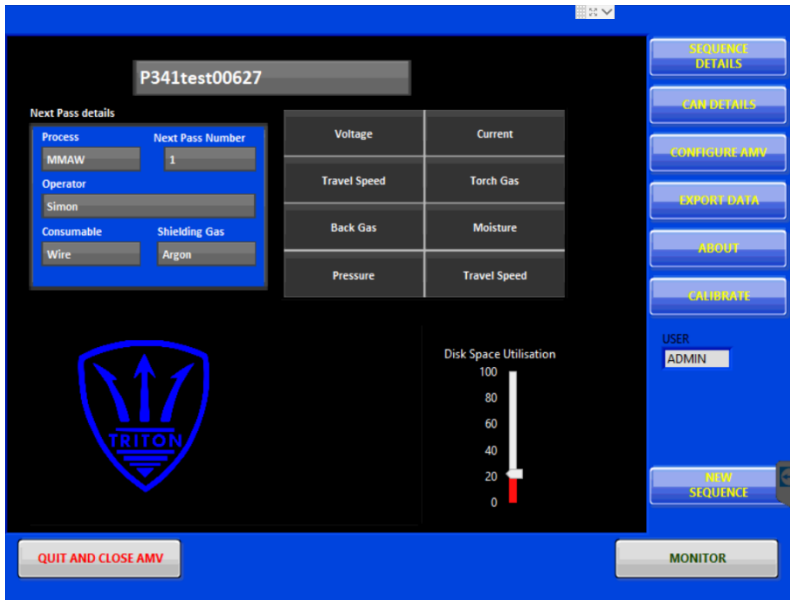 P341test00627
Next Pass details
Process Next Pass Number
MMAW 1
Operator
Simon
Consumable Shielding Gas
Wire Argon
Voltage Current
Travel Speed Torch Gas
Back Gas Moisture
Pressure Travel Speed
TRITON
Disk Space Utilisation
100
80
60
40
20
0
SEQUENCE
DETAILS
CAN DETAILS
CONFIGURE AMV
EXPORT DATA
ABOUT
CALIBRATE
USER
ADMIN
NEW
SEQUENCE
QUIT AND CLOSE AMV
MONITOR